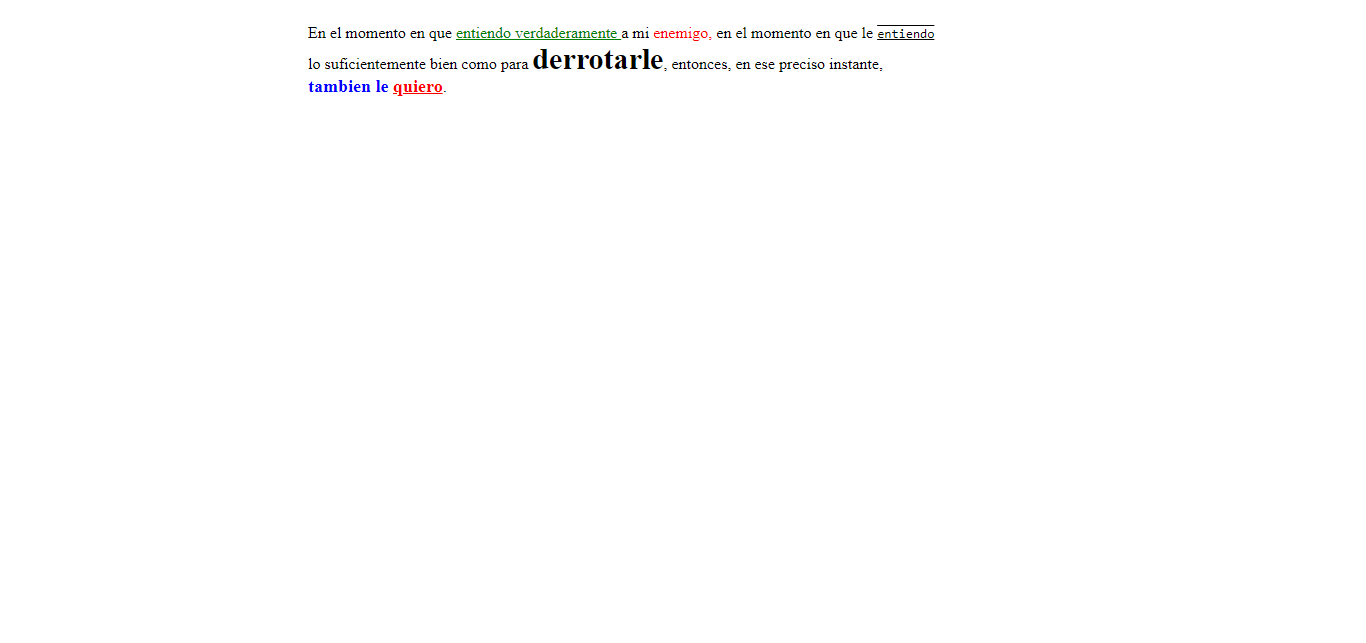 En el momento en que entiendo verdaderamente a mi enemigo, en el momento en que le entiendo
lo suficientemente bien como para derrotarle, entonces, en ese preciso instante,
tambien le quiero.